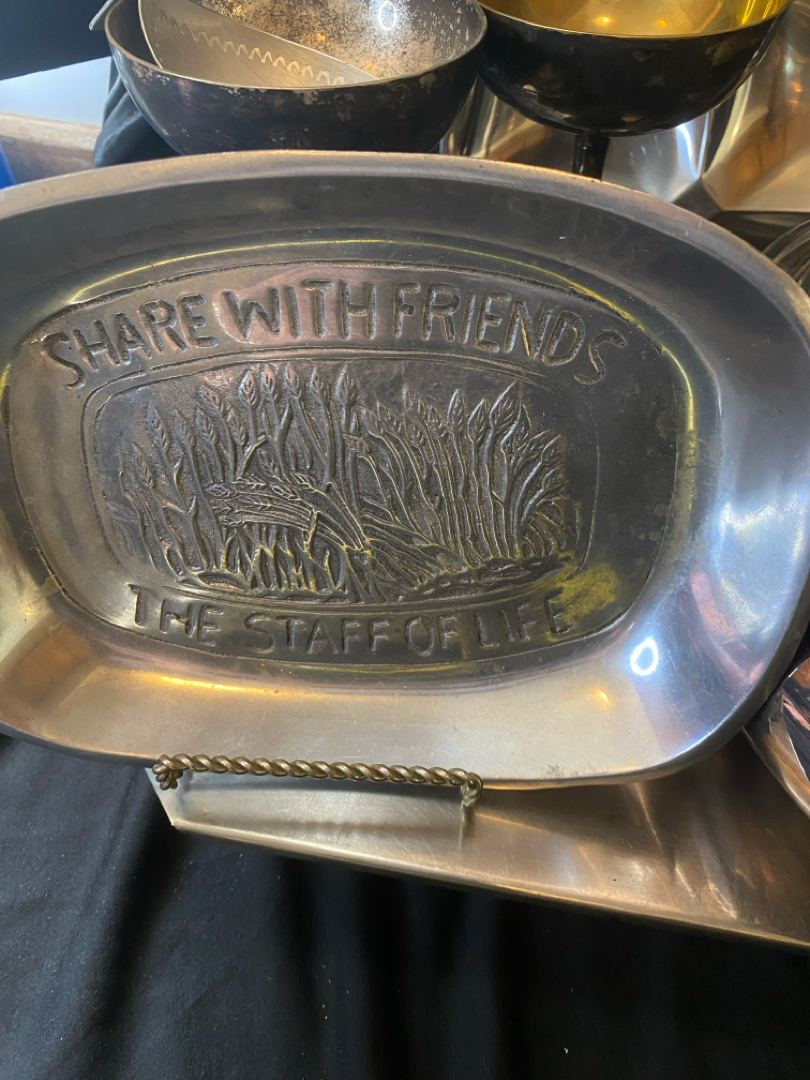 SHARE WITH FRIENDS
THE STAFF OF LIFE